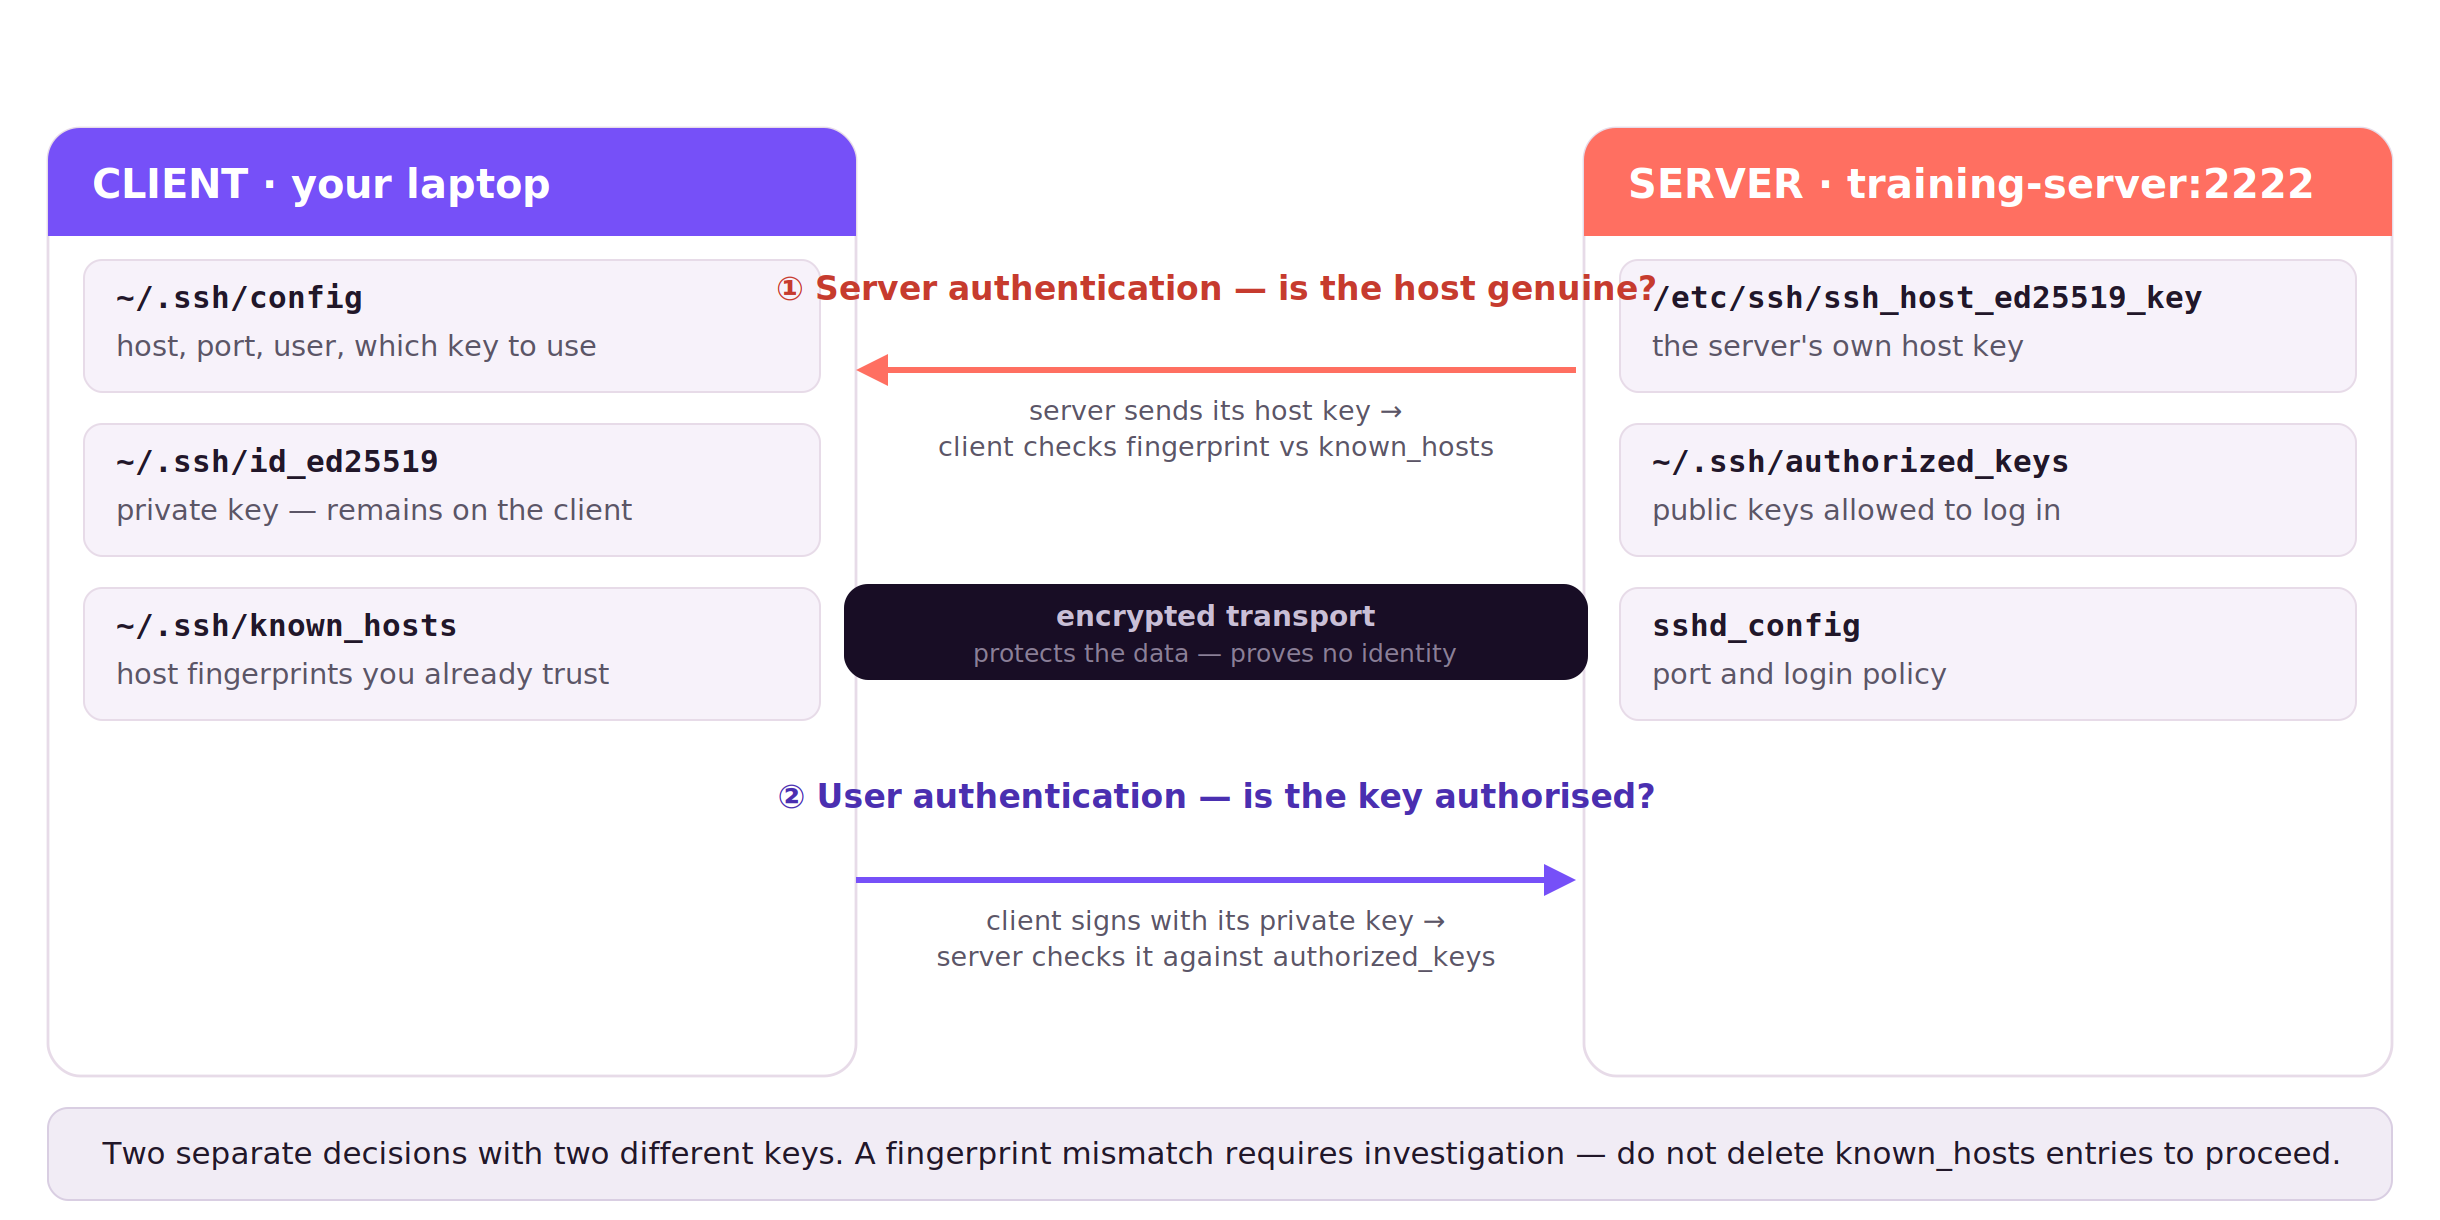 CLIENT · your laptop
~/.ssh/config
host, port, user, which key to use
~/.ssh/id_ed25519
private key — remains on the client
~/.ssh/known_hosts
host fingerprints you already trust
① Server authentication — is the host genuine?
server sends its host key →
client checks fingerprint vs known_hosts
encrypted transport
protects the data — proves no identity
② User authentication — is the key authorised?
client signs with its private key →
server checks it against authorized_keys
SERVER · training-server:2222
/etc/ssh/ssh_host_ed25519_key
the server's own host key
~/.ssh/authorized_keys
public keys allowed to log in
sshd_config
port and login policy
Two separate decisions with two different keys. A fingerprint mismatch requires investigation — do not delete known_hosts entries to proceed.